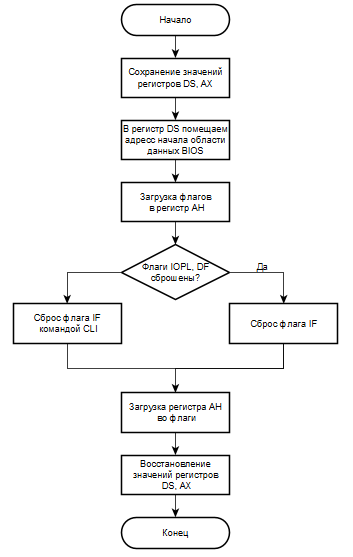 Начало
Сохранение значений
регистров DS, AX
В регистр DS помещаем
адресс начала области
данных BIOS
Загрузка флагов
в регистр AH
Флаги IOPL, DF
сброшены?
Да
Сброс флага IF
командой CLI
Сброс флага IF
Загрузка регистра AH
во флаги
Восстановление
значений регистров
DS, AX
Конец